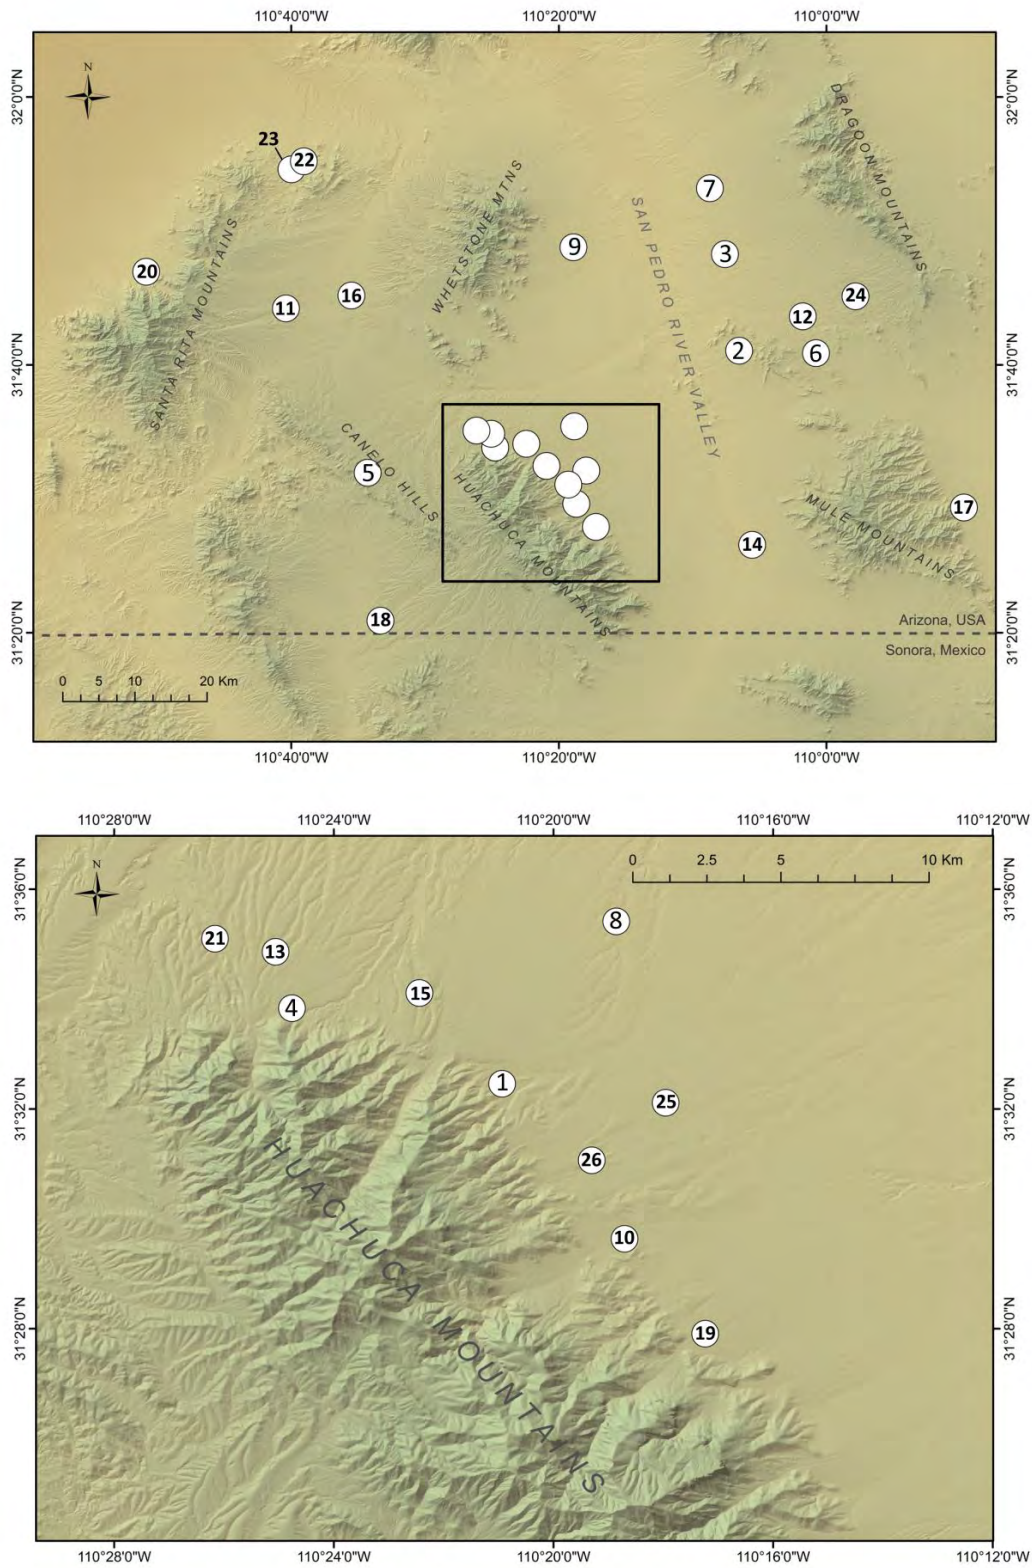 110°40'0"W 110°20'0"W 110°0'0"W
N
32°0'0"N 32°0'0"N
DRAGOON MOUNTAINS
23
22
WHETSTONE MTNS
7
SAN PEDRO RIVER VALLEY
SANTA RITA MOUNTAINS
9
3
20
16
24
11
12
2
6
31°40'0"N 31°40'0"N
CANELO HILLS
5
HUACHUCA MOUNTAINS
MULE MOUNTAINS
17
14
18
Arizona, USA
31°20'0"N 31°20'0"N
Sonora, Mexico
0 5 10 20 Km
110°40'0"W 110°20'0"W 110°0'0"W
110°28'0"W 110°24'0"W 110°20'0"W 110°16'0"W 110°12'0"W
N
0 2.5 5 10 Km
31°36'0"N 31°36'0"N
8
21
13
15
4
1
25
31°32'0"N 31°32'0"N
HUACHUCA MOUNTAINS
26
10
19
31°28'0"N 31°28'0"N
110°28'0"W 110°24'0"W 110°20'0"W 110°16'0"W 110°12'0"W